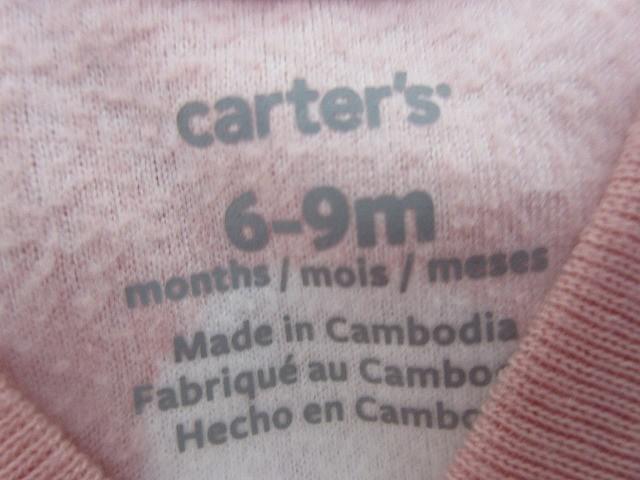 carter's
6-9m
months / mois / meses
Made in Cambodia
Fabriqué au
Hecho en